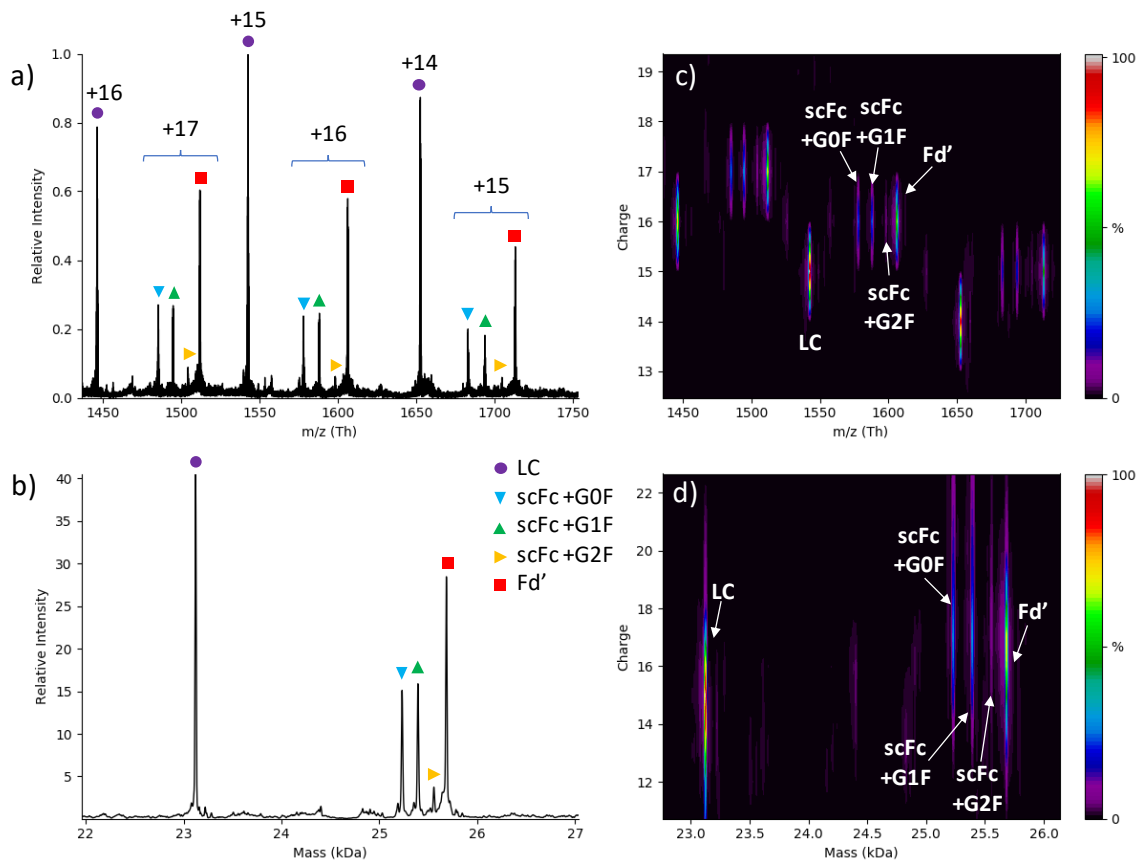 a)
+16
+17
+15
+16
+14
+15
1.0
0.8
0.6
0.4
0.2
0.0
Relative Intensity
1450 1500 1550 1600 1650 1700 1750
m/z (Th)
c)
scFc
+G0F
scFc
+G1F
Fd'
scFc
+G2F
LC
19
18
17
16
15
14
13
Charge
1450 1500 1550 1600 1650 1700
m/z (Th)
100
%
0
b)
LC
scFc +G0F
scFc +G1F
scFc +G2F
Fd'
40
35
30
25
20
15
10
5
Relative Intensity
22 23 24 25 26 27
Mass (kDa)
d)
LC
scFc
+G0F
Fd'
scFc
+G1F
scFc
+G2F
22
20
18
16
14
12
Charge
23.0 23.5 24.0 24.5 25.0 25.5 26.0
Mass (kDa)
100
%
0